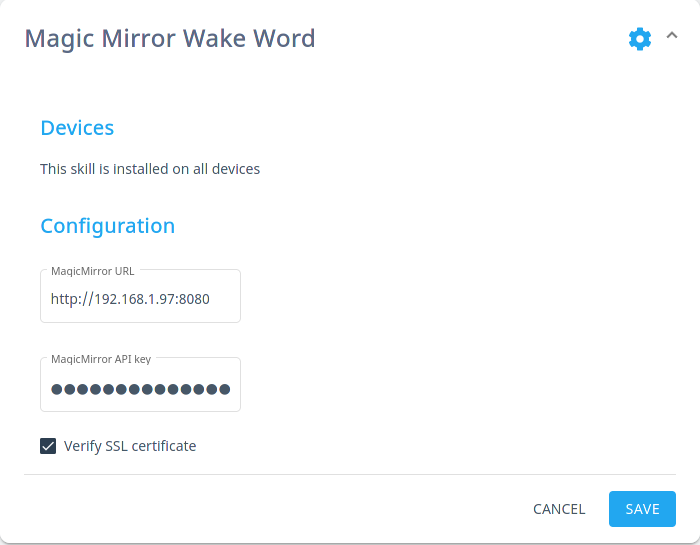 Magic Mirror Wake Word
Devices
This skill is installed on all devices
Configuration
MagicMirror URL
http://192.168.1.97:8080
MagicMirror API key
●●●●●●●●●●●●●●
Verify SSL certificate
CANCEL
SAVE